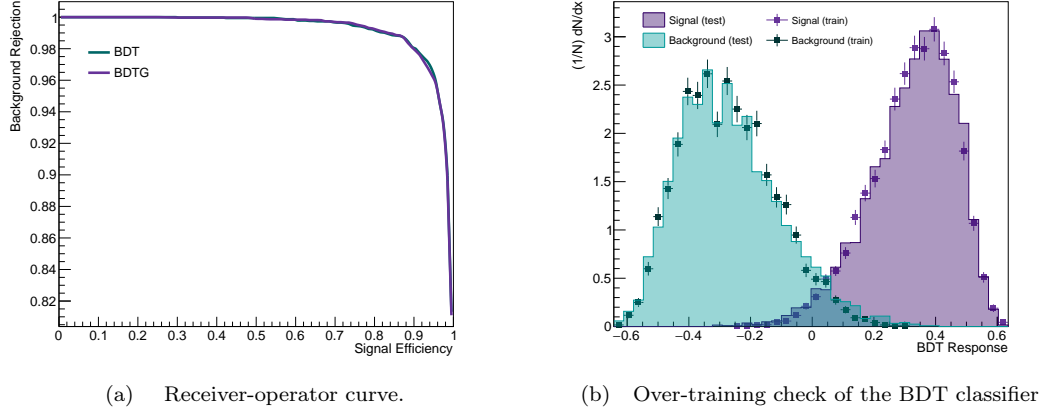 Background Rejection
1
0.98
0.96
0.94
0.92
0.9
0.88
0.86
0.84
0.82
BDT
BDTG
0 0.1 0.2 0.3 0.4 0.5 0.6 0.7 0.8 0.9 1
Signal Efficiency
(a) Receiver-operator curve.
(1/N) dN/dx
3
2.5
2
1.5
1
0.5
0
Signal (test) Signal (train)
Background (test) Background (train)
−0.6 −0.4 −0.2 0 0.2 0.4 0.6
BDT Response
(b) Over-training check of the BDT classifier